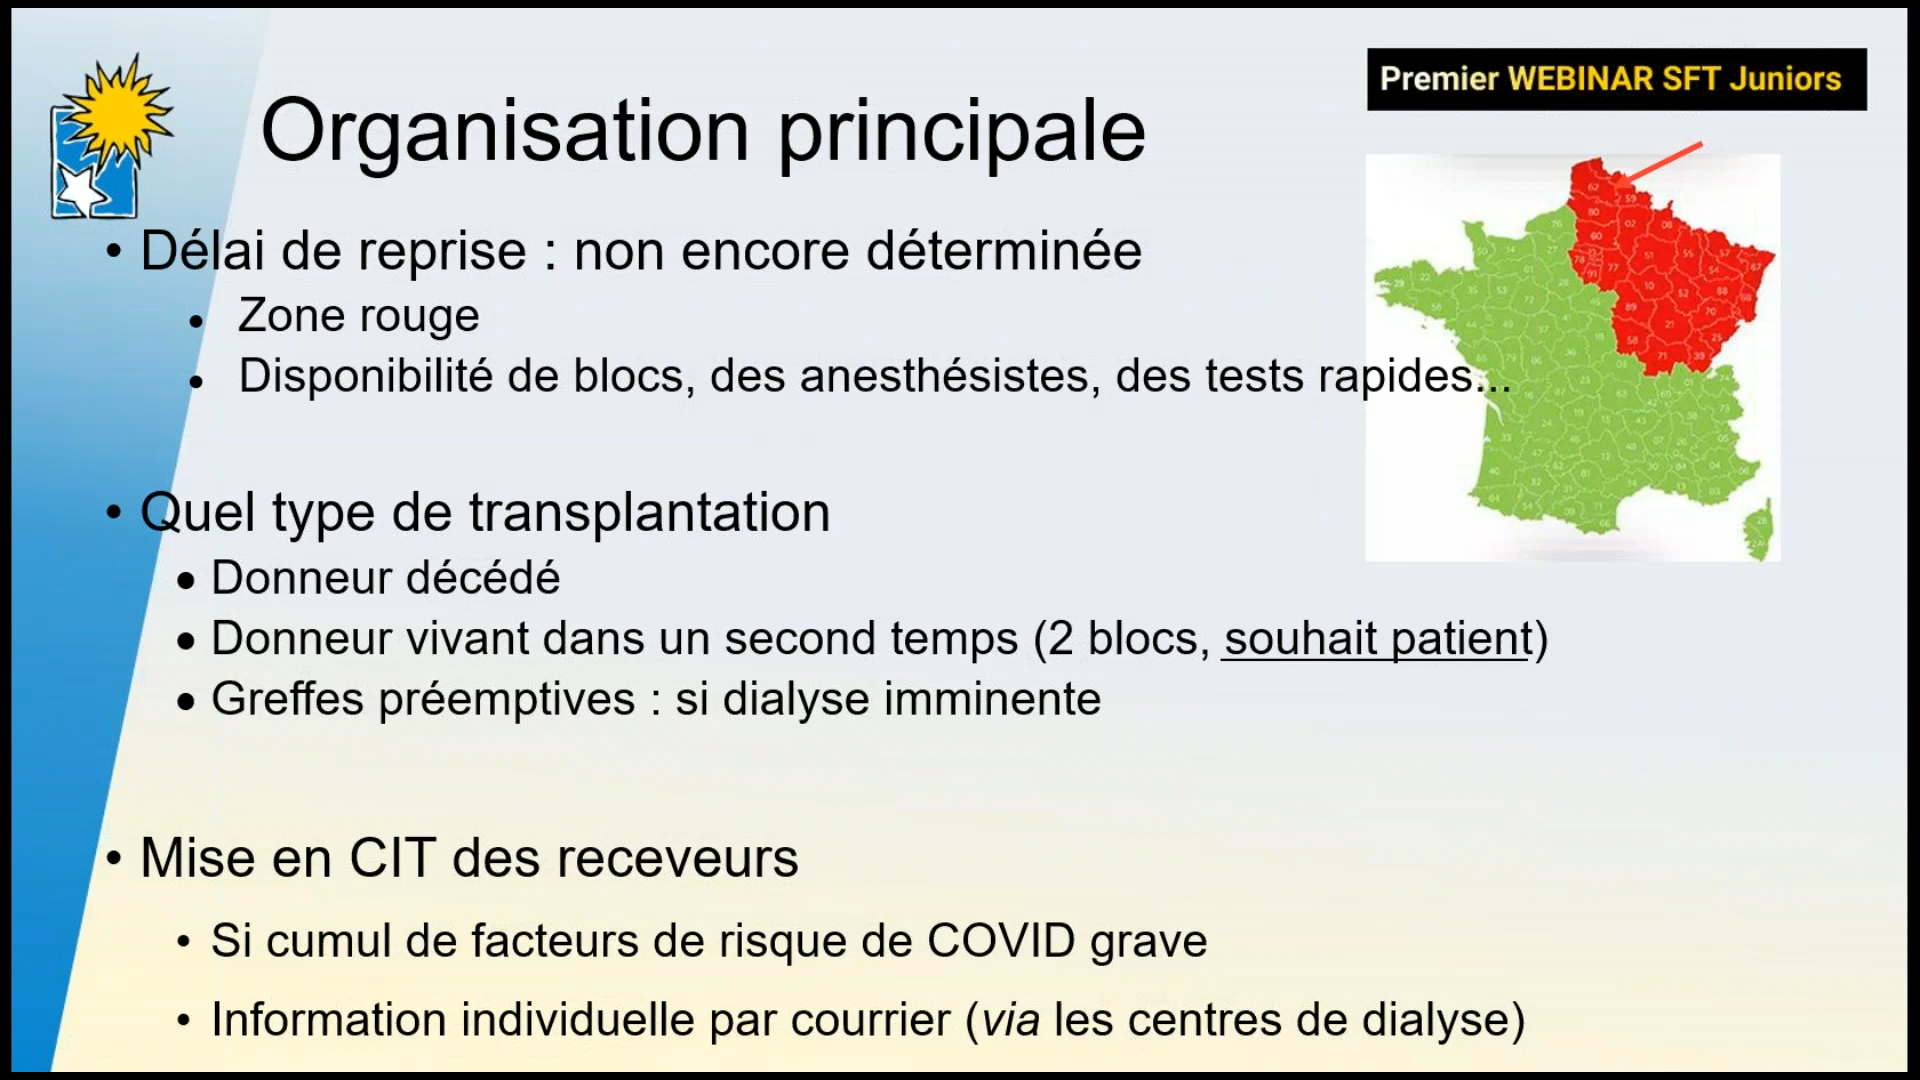 Premier WEBINAR SFT Juniors
Organisation principale
• Délai de reprise : non encore déterminée
• Zone rouge
• Disponibilité de blocs, des anesthésistes, des tests rapides...
• Quel type de transplantation
• Donneur décédé
• Donneur vivant dans un second temps (2 blocs, souhait patient)
• Greffes préemptives : si dialyse imminente
• Mise en CIT des receveurs
• Si cumul de facteurs de risque de COVID grave
• Information individuelle par courrier (via les centres de dialyse)